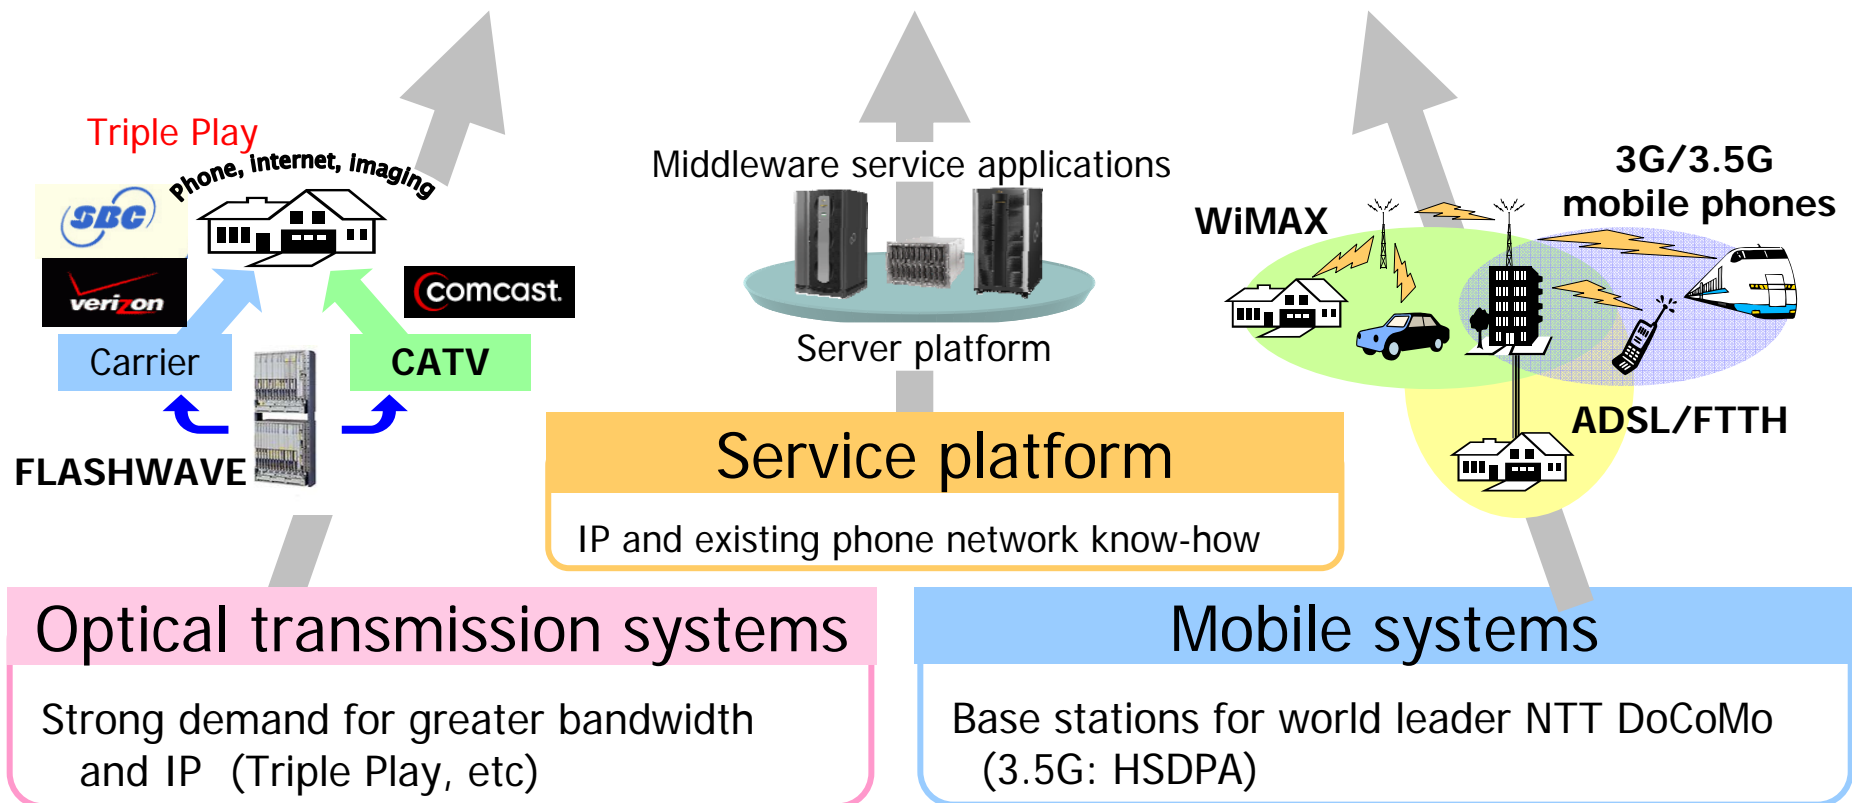 Triple Play
Phone, internet, imaging
SBC
verizon
comcast.
Carrier
CATV
FLASHWAVE
Middleware service applications
Server platform
Service platform
IP and existing phone network know-how
WiMAX
3G/3.5G
mobile phones
ADSL/FTTH
Optical transmission systems
Strong demand for greater bandwidth
and IP (Triple Play, etc)
Mobile systems
Base stations for world leader NTT DoCoMo
(3.5G: HSDPA)